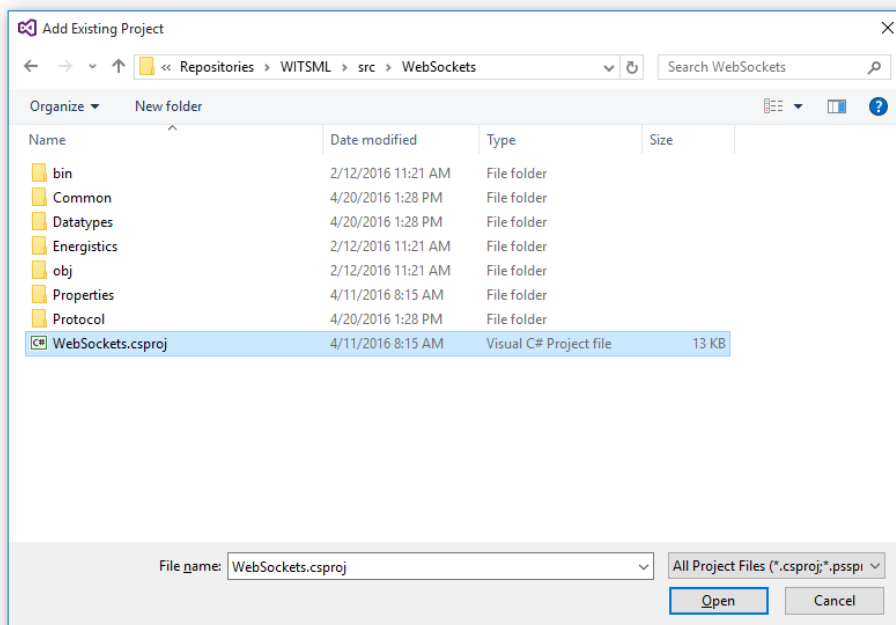 Add Existing Project
« Repositories > WITSML > src > WebSockets Search WebSockets
Organize New folder
Name Date modified Type Size
bin 2/12/2016 11:21 AM File folder
Common 4/20/2016 1:28 PM File folder
Datatypes 4/20/2016 1:28 PM File folder
Energistics 2/12/2016 11:21 AM File folder
obj 2/12/2016 11:21 AM File folder
Properties 4/11/2016 8:15 AM File folder
Protocol 4/20/2016 1:28 PM File folder
C# WebSockets.csproj 4/11/2016 8:15 AM Visual C# Project file 13 KB
File name: WebSockets.csproj All Project Files (*.csproj;*.psspr
Open Cancel